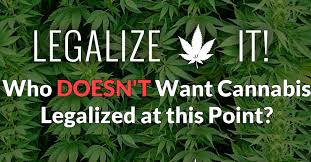 LEGALIZE IT!
Who DOESN'T Want Cannabis
Legalized at this Point?